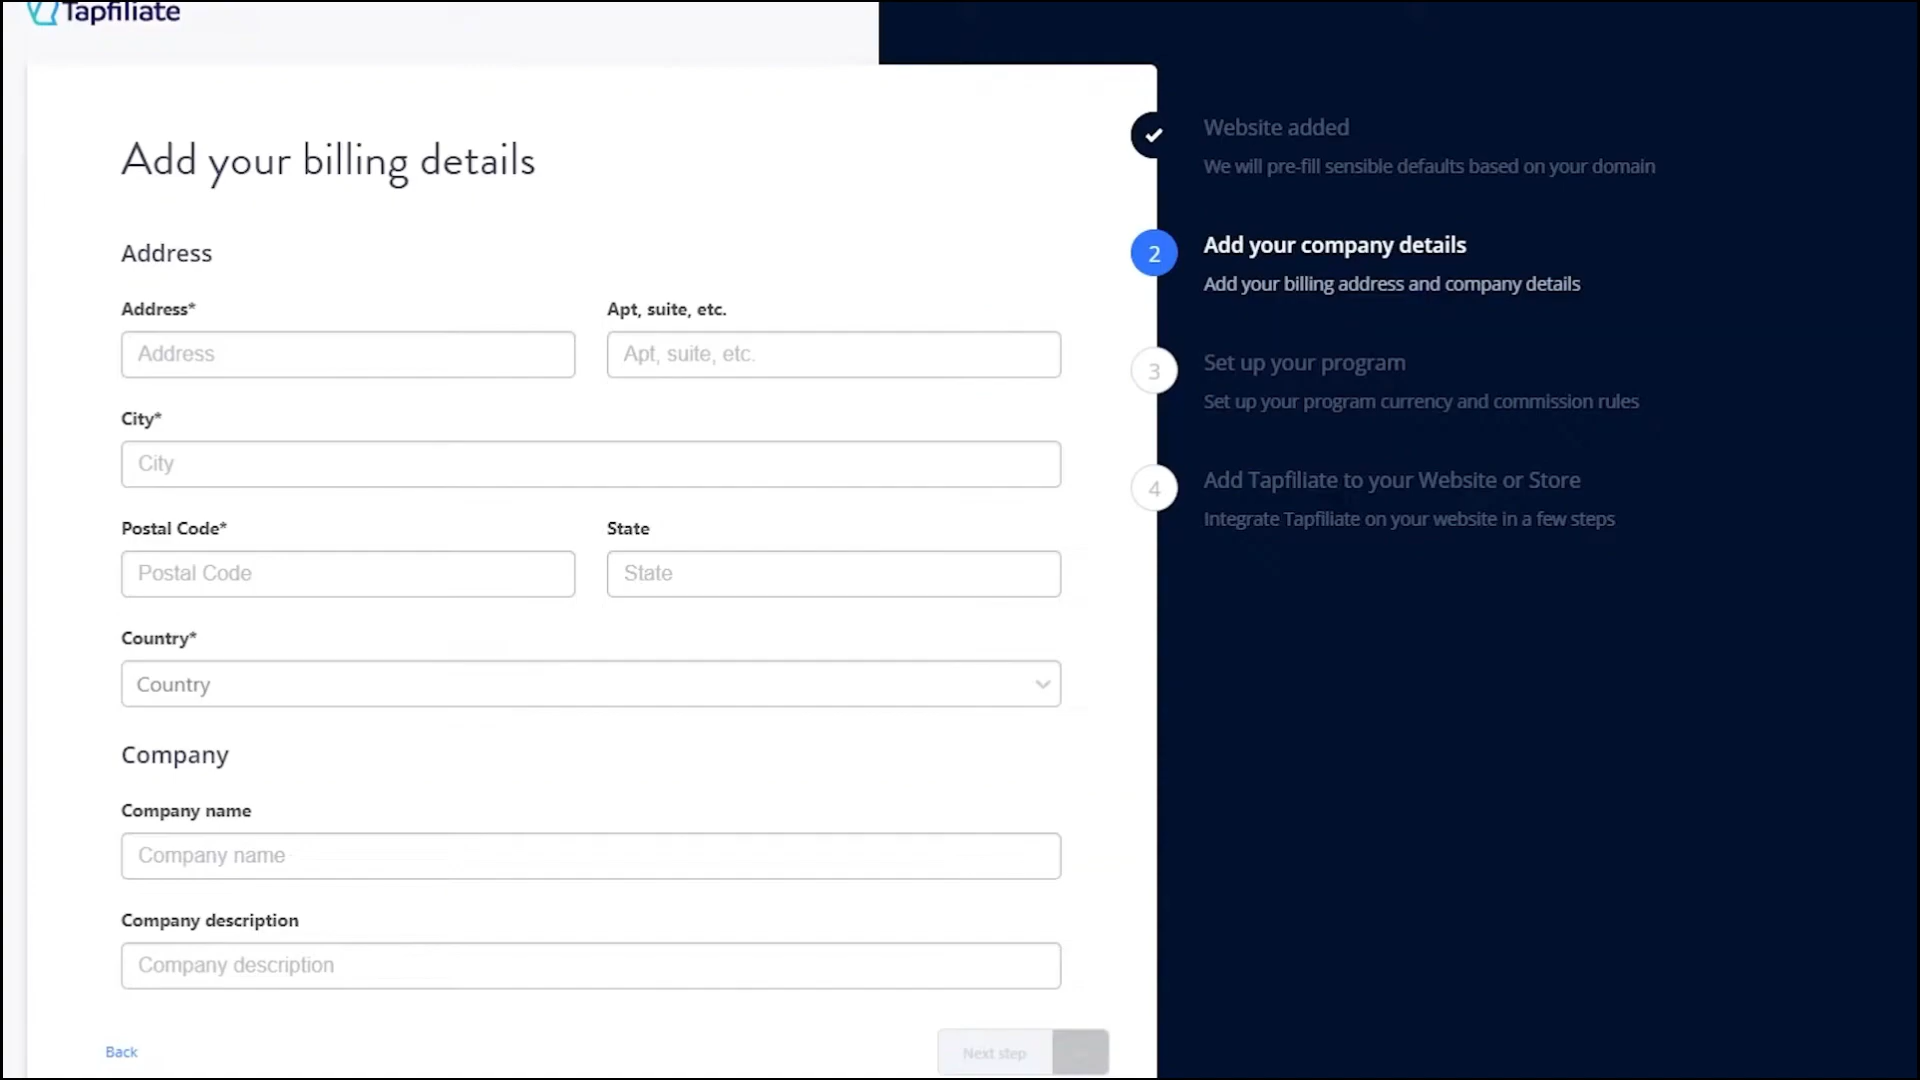 Tapfiliate
Add your billing details
Address
Address*
Apt, suite, etc.
Address
Apt, suite, etc.
City*
City
Postal Code*
State
Postal Code
State
Country*
Country
Company
Company name
Company name
Company description
Company description
Back
Next step
Website added
We will pre-fill sensible defaults based on your domain
2
Add your company details
Add your billing address and company details
3
Set up your program
Set up your program currency and commission rules
4
Add Tapfiliate to your Website or Store
Integrate Tapfiliate on your website in a few steps